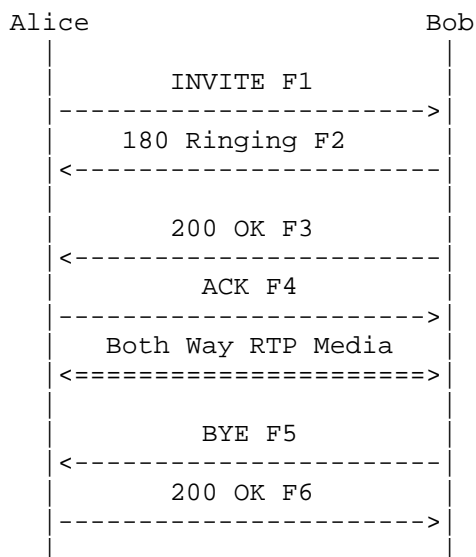 Alice Bob
INVITE F1
180 Ringing F2
200 OK F3
ACK F4
Both Way RTP Media
BYE F5
200 OK F6